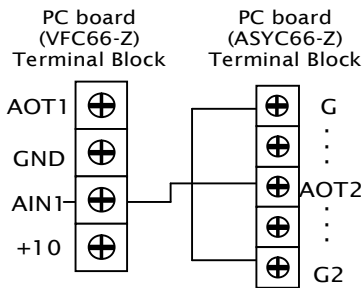 PC board
(VFC66-Z)
Terminal Block
AOT1
GND
AIN1
+10
PC board
(ASYC66-Z)
Terminal Block
G
AOT2
G2